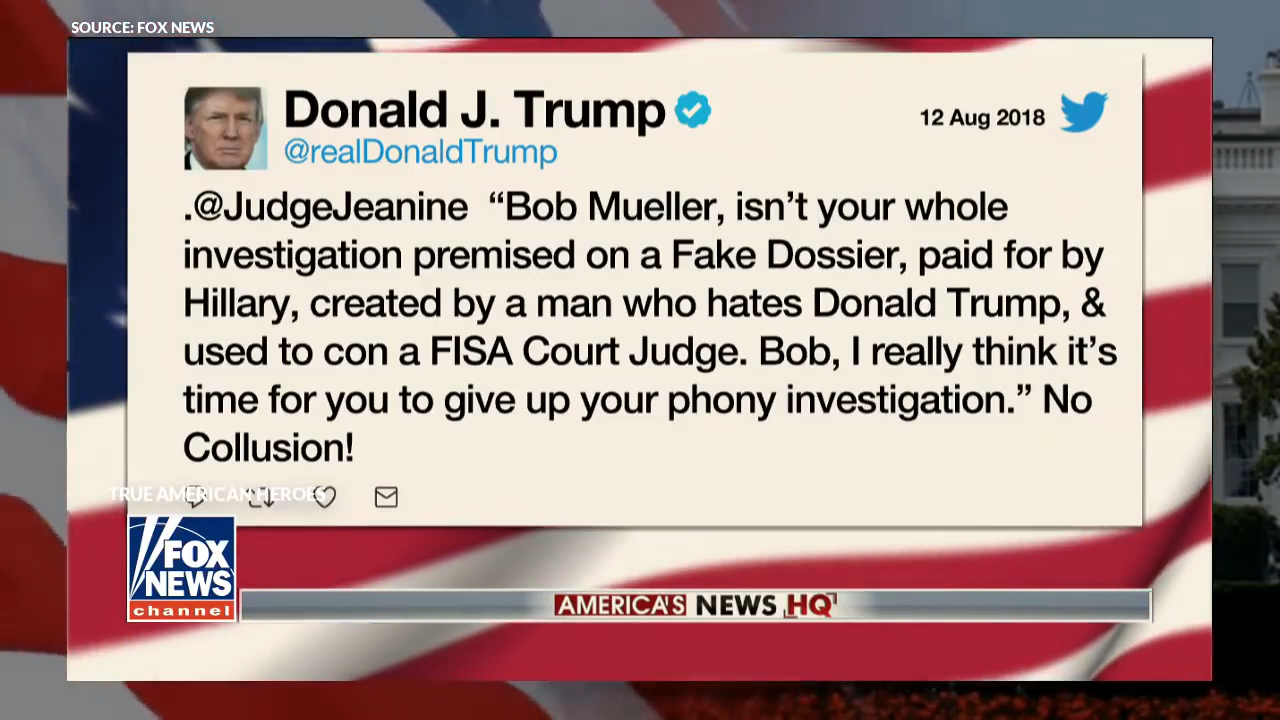 SOURCE: FOX NEWS
Donald J. Trump
@realDonaldTrump
12 Aug 2018
.@JudgeJeanine “Bob Mueller, isn’t your whole
investigation premised on a Fake Dossier, paid for by
Hillary, created by a man who hates Donald Trump, &
used to con a FISA Court Judge. Bob, I really think it’s
time for you to give up your phony investigation.” No
Collusion!
TRUE AMERICAN HEROES
FOX
NEWS
channel
AMERICA'S NEWS HQ